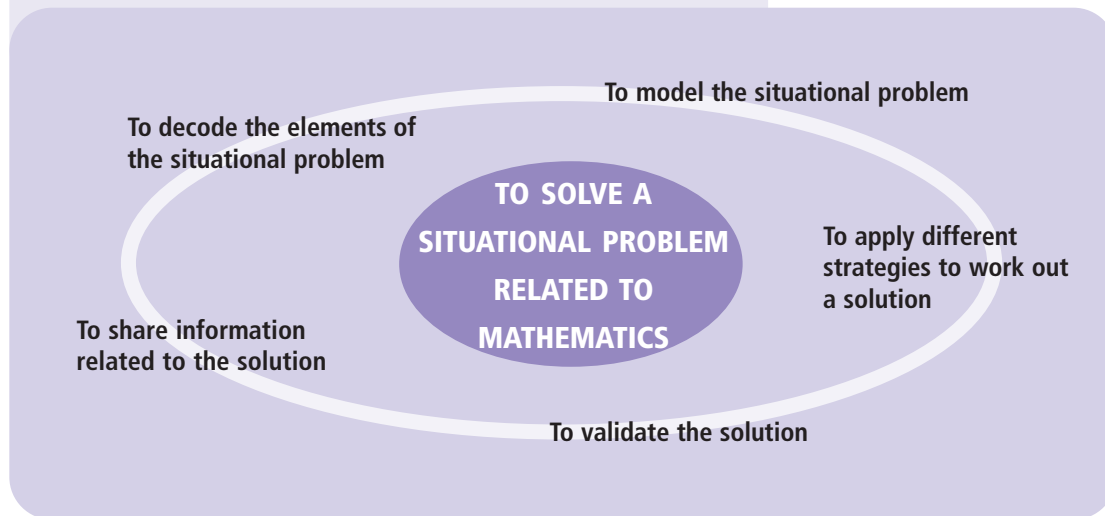 To model the situational problem
To decode the elements of
the situational problem
TO SOLVE A
SITUATIONAL PROBLEM
RELATED TO
MATHEMATICS
To apply different
strategies to work out
a solution
To share information
related to the solution
To validate the solution